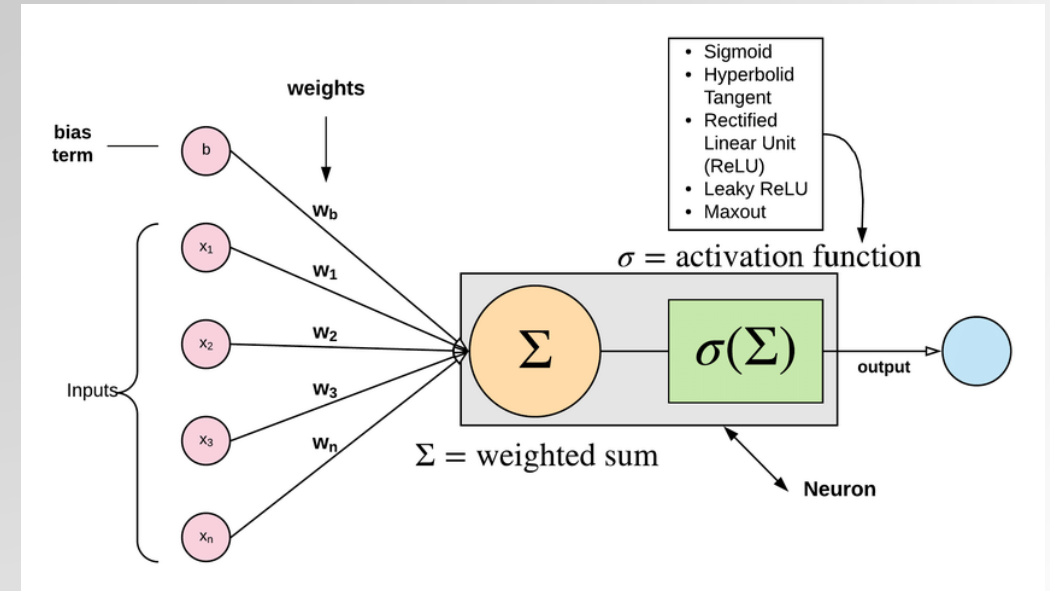 weights
bias
term
b
x₁
x₂
x₃
xₙ
Inputs
w_b
w₁
w₂
w₃
wₙ
• Sigmoid
• Hyperbolid
Tangent
• Rectified
Linear Unit
(ReLU)
• Leaky ReLU
• Maxout
σ = activation function
Σ
σ(Σ)
output
Σ = weighted sum
Neuron